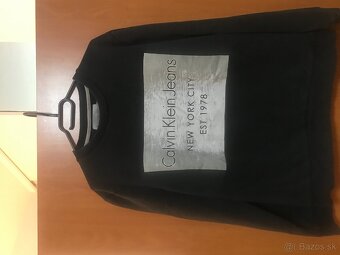 Calvin Klein Jeans
NEW YORK CITY
EST 1978
© Bazos.sk